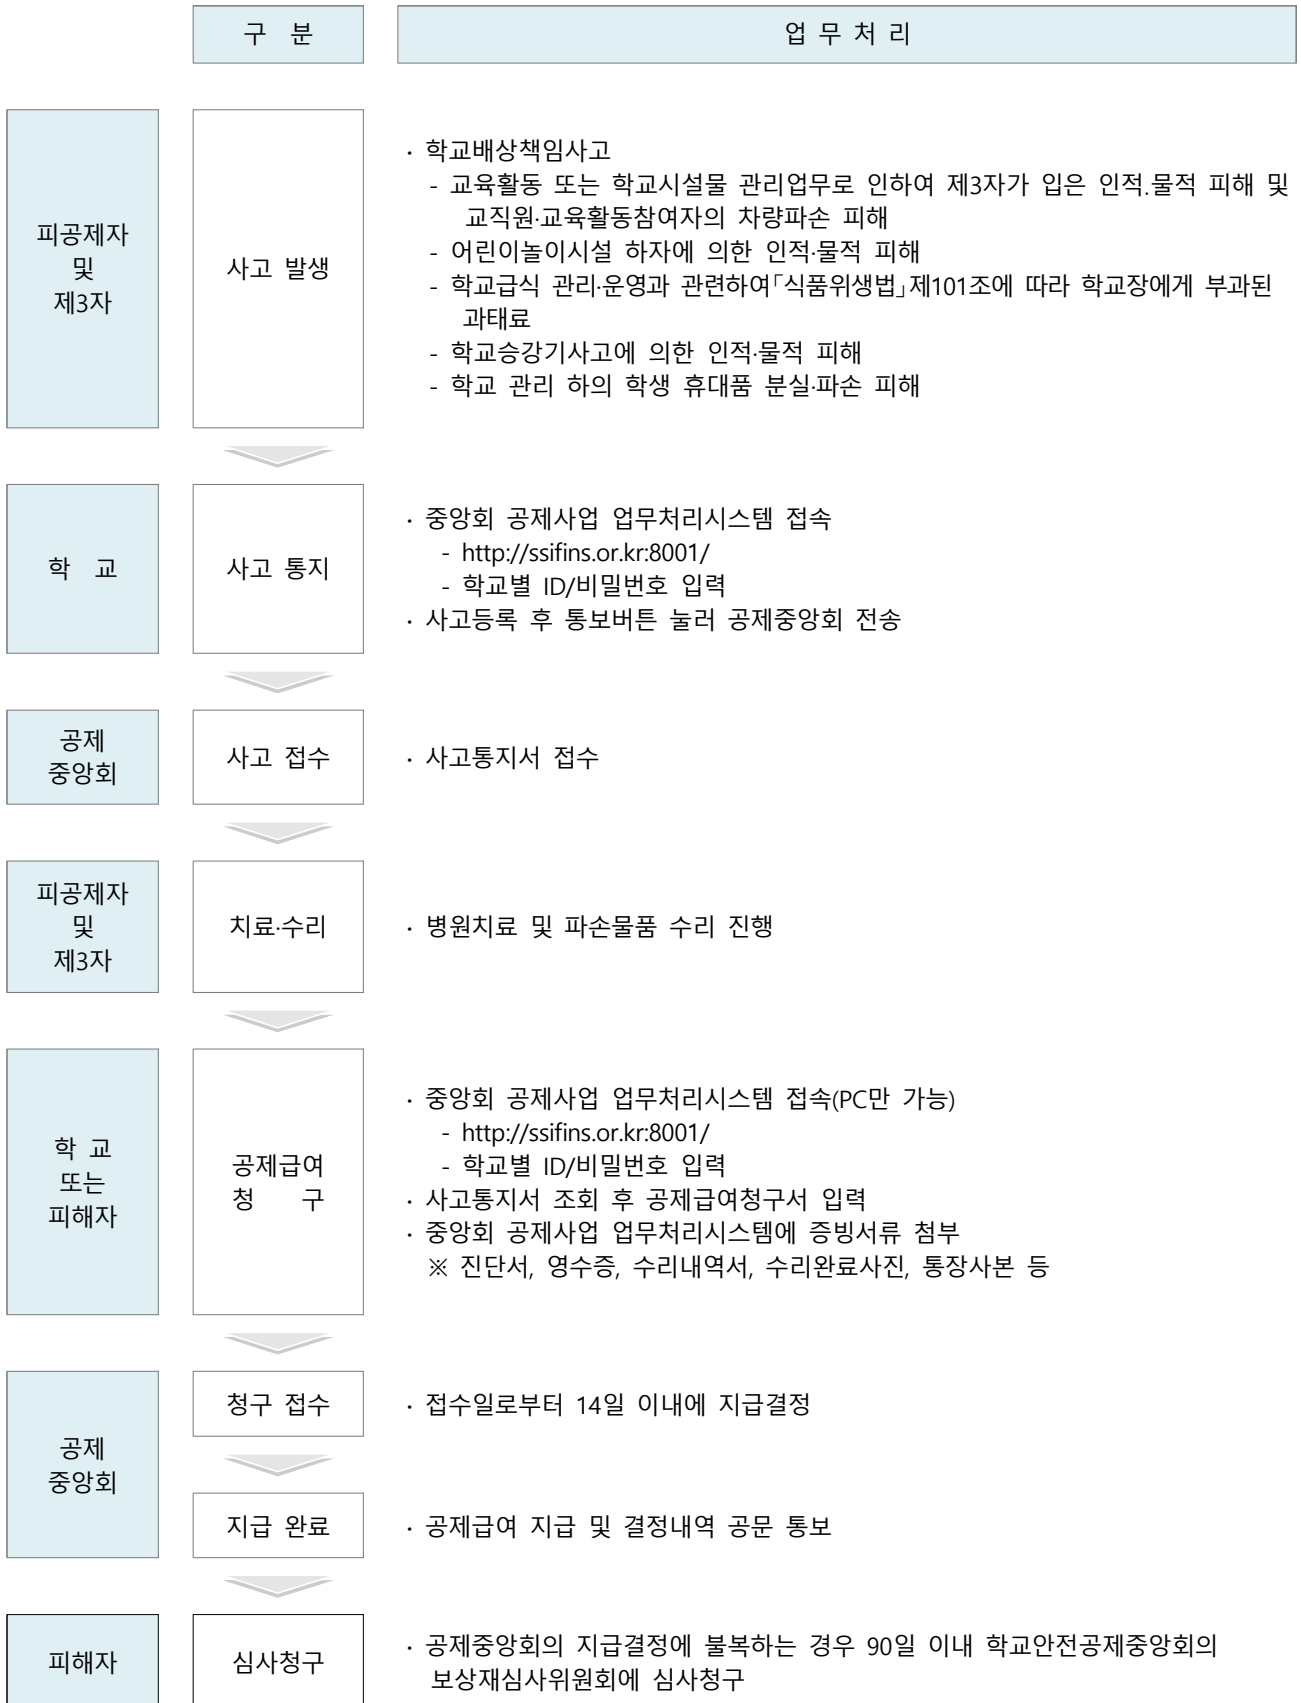 구 분
업 무 처 리
피공제자
및
제3자
사고 발생
· 학교배상책임사고
- 교육활동 또는 학교시설물 관리업무로 인하여 제3자가 입은 인적.물적 피해 및
교직원·교육활동참여자의 차량파손 피해
- 어린이놀이시설 하자에 의한 인적·물적 피해
- 학교급식 관리·운영과 관련하여「식품위생법」제101조에 따라 학교장에게 부과된
과태료
- 학교승강기사고에 의한 인적·물적 피해
- 학교 관리 하의 학생 휴대품 분실·파손 피해
학 교
사고 통지
· 중앙회 공제사업 업무처리시스템 접속
- http://ssifins.or.kr:8001/
- 학교별 ID/비밀번호 입력
· 사고등록 후 통보버튼 눌러 공제중앙회 전송
공제
중앙회
사고 접수
· 사고통지서 접수
피공제자
및
제3자
치료·수리
· 병원치료 및 파손물품 수리 진행
학 교
또는
피해자
공제급여
청 구
· 중앙회 공제사업 업무처리시스템 접속(PC만 가능)
- http://ssifins.or.kr:8001/
- 학교별 ID/비밀번호 입력
· 사고통지서 조회 후 공제급여청구서 입력
· 중앙회 공제사업 업무처리시스템에 증빙서류 첨부
※ 진단서, 영수증, 수리내역서, 수리완료사진, 통장사본 등
공제
중앙회
청구 접수
· 접수일로부터 14일 이내에 지급결정
지급 완료
· 공제급여 지급 및 결정내역 공문 통보
피해자
심사청구
· 공제중앙회의 지급결정에 불복하는 경우 90일 이내 학교안전공제중앙회의
보상재심사위원회에 심사청구